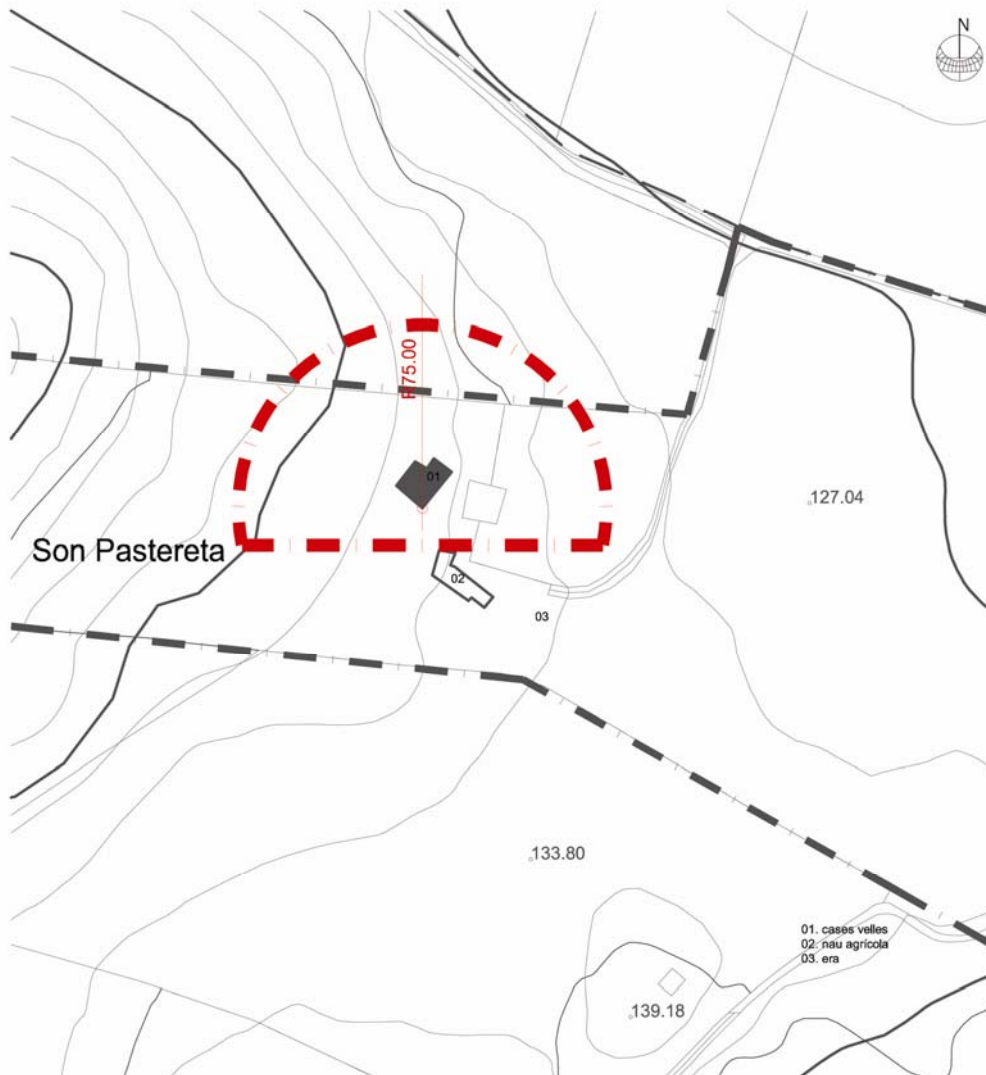 N
R75.00
01
127.04
Son Pastereta
02
03
133.80
01. cases velles
02. nau agrícola
03. era
139.18